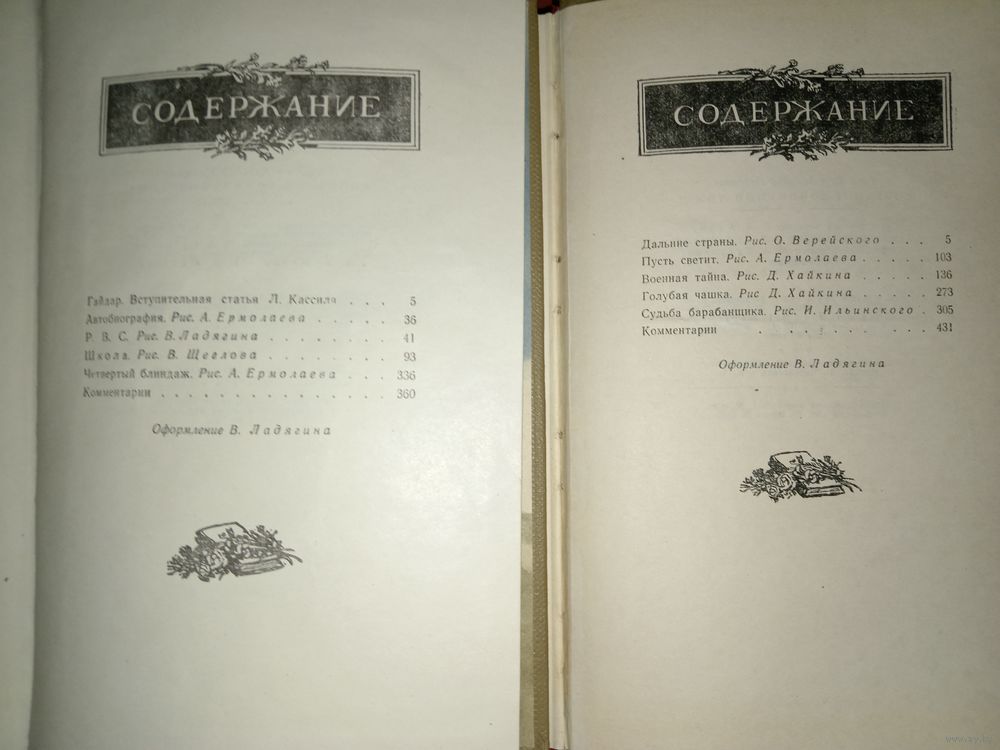 СОДЕРЖАНИЕ
Гайдар. Вступительная статья Л. Кассиля . . . 5
Автобиография. Рис. А. Ермолаева . . . . . 36
Р. В. С. Рис. В. Ладягина . . . . . . . . 41
Школа. Рис. В. Щеглова . . . . . . . . 93
Четвертый блиндаж. Рис. А. Ермолаева . . . 336
Комментарии . . . . . . . . . . . . . . 360
Оформление В. Ладягина
СОДЕРЖАНИЕ
Дальние страны. Рис. О. Верейского . . . 5
Пусть светит. Рис. А. Ермолаева . . . . . 103
Военная тайна. Рис. Д. Хайкина . . . . . 136
Голубая чашка. Рис Д. Хайкина . . . . . 273
Судьба барабанщика. Рис. И. Ильинского . . 305
Комментарии . . . . . . . . . 431
Оформление В. Ладягина